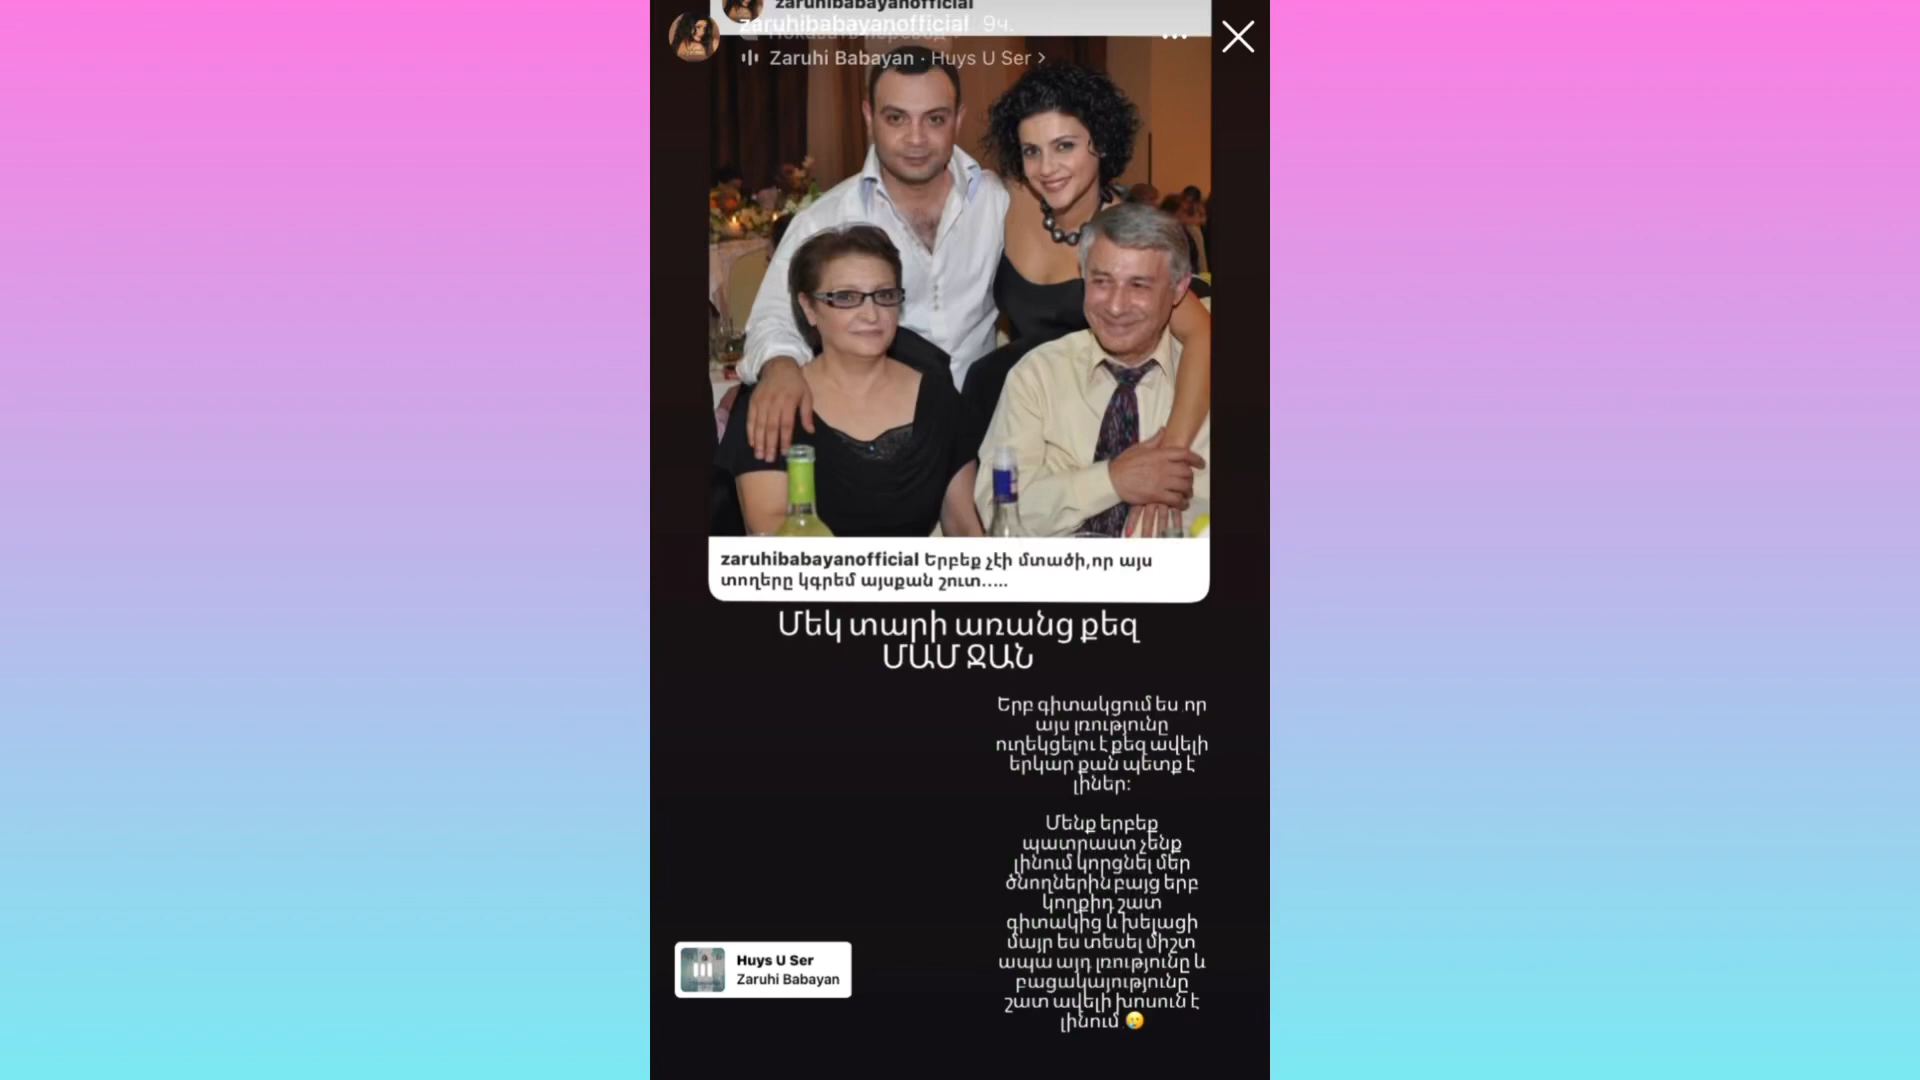 zaruhibabayanofficial
zaruhibabayanofficial 9ч.
Показать перевод
Zaruhi Babayan · Huys U Ser >
zaruhibabayanofficial Երբեք չէի մտածի,որ այս
տողերը կգրեմ այսքան շուտ.....
Մեկ տարի առանց քեզ
ՄԱՄ ՋԱՆ
Երբ գիտակցում ես .որ
այս լռությունը
ուղեկցելու է քեզ ավելի
երկար քան պետք է
լիներ:
Մենք երբեք
պատրաստ չենք
լինում կորցնել մեր
ծնողներին բայց երբ
կողքիդ շատ
գիտակից և խելացի
մայր ես տեսել միշտ
ապա այդ լռությունը և
բացակայությունը
շատ ավելի խոսուն է
լինում .🥲
Huys U Ser
Zaruhi Babayan